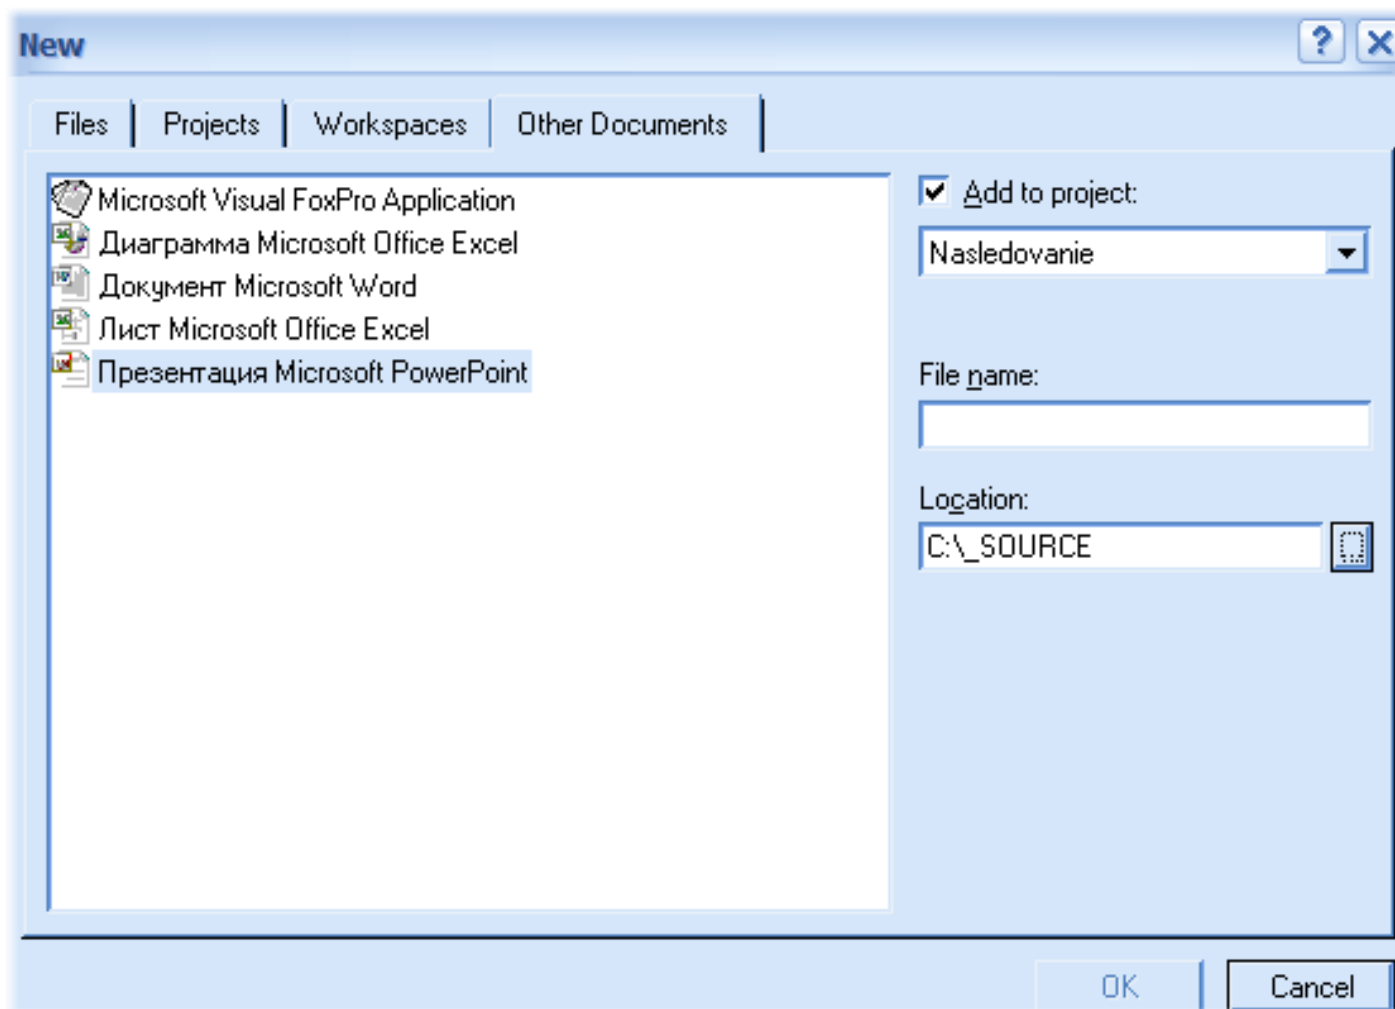 New
Files Projects Workspaces Other Documents
Microsoft Visual FoxPro Application
Диаграмма Microsoft Office Excel
Документ Microsoft Word
Лист Microsoft Office Excel
Презентация Microsoft PowerPoint
Add to project:
Nasledovanie
File name:
Location:
C:\_SOURCE
OK Cancel